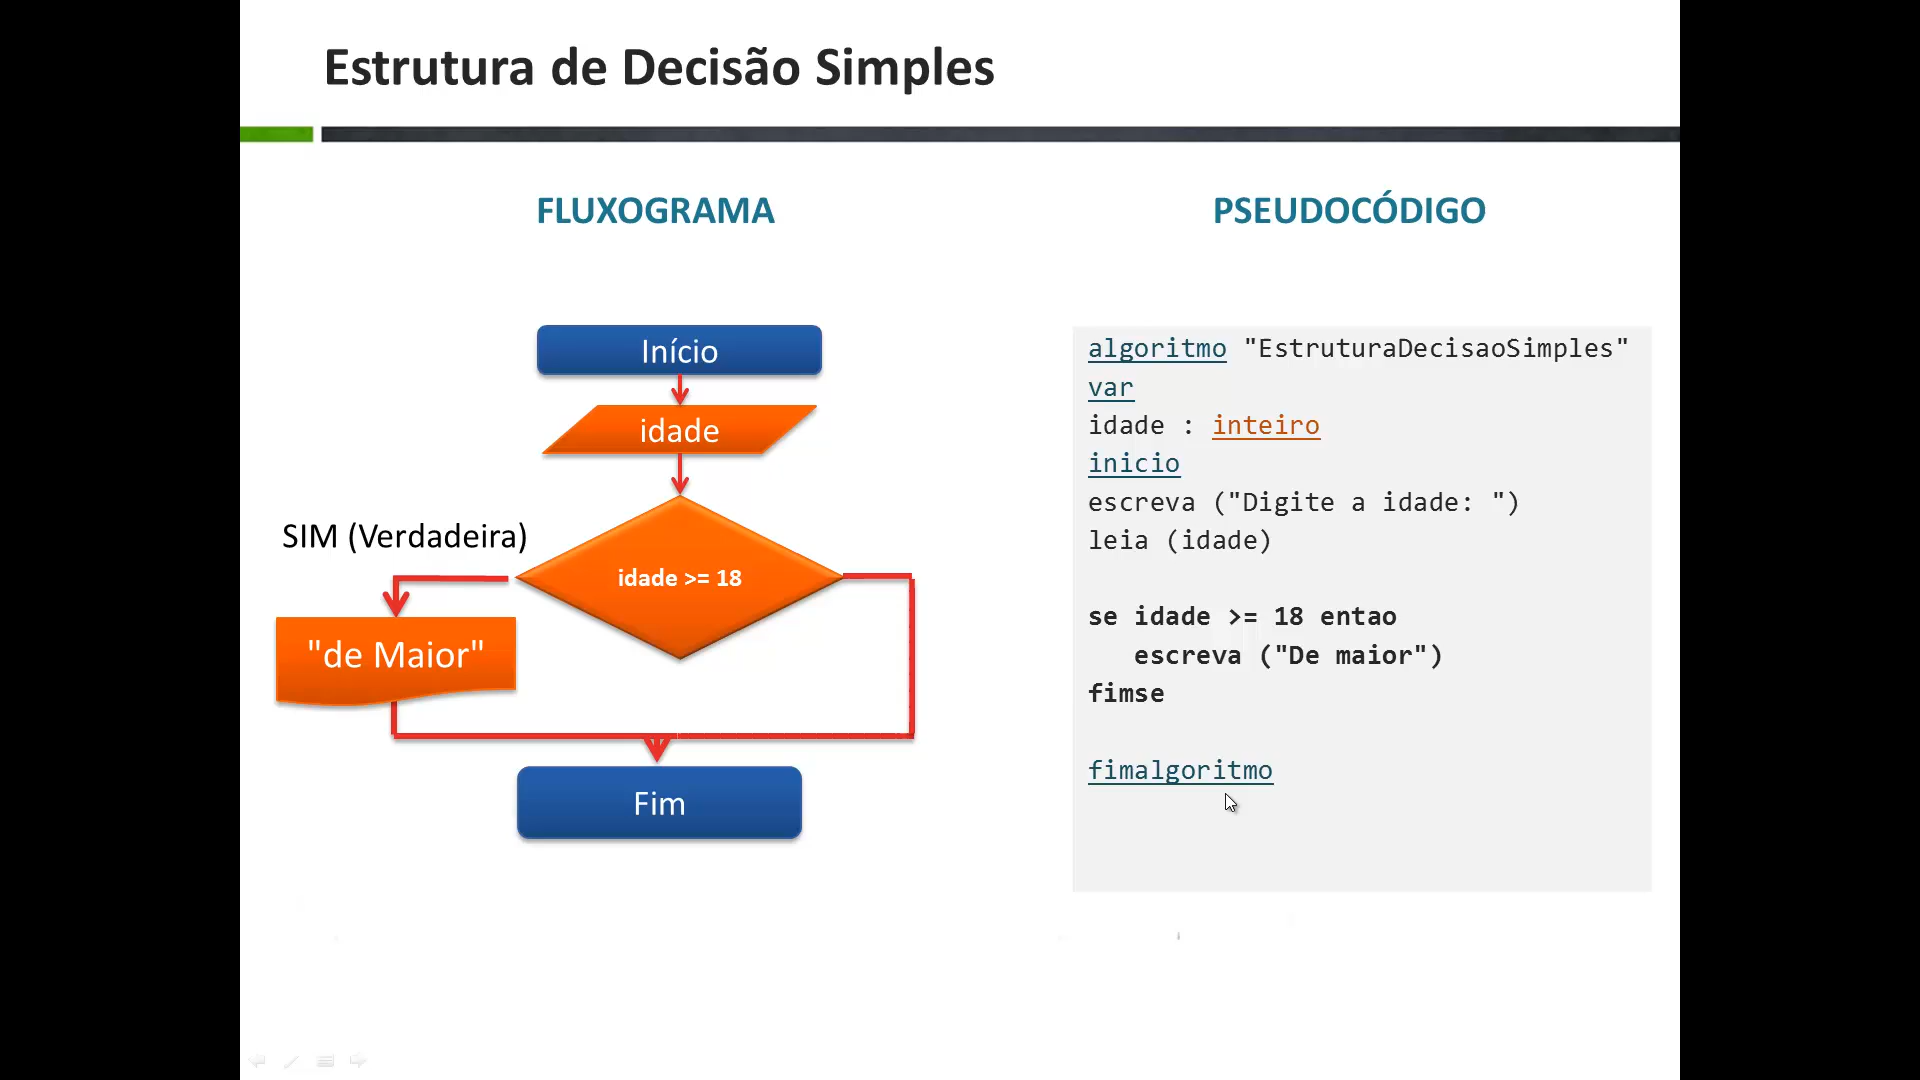 Estrutura de Decisão Simples
FLUXOGRAMA
Início
idade
SIM (Verdadeira)
idade >= 18
"de Maior"
Fim
PSEUDOCÓDIGO
algoritmo "EstruturaDecisaoSimples"
var
idade : inteiro
inicio
escreva ("Digite a idade: ")
leia (idade)
se idade >= 18 entao
escreva ("De maior")
fimse
fimalgoritmo